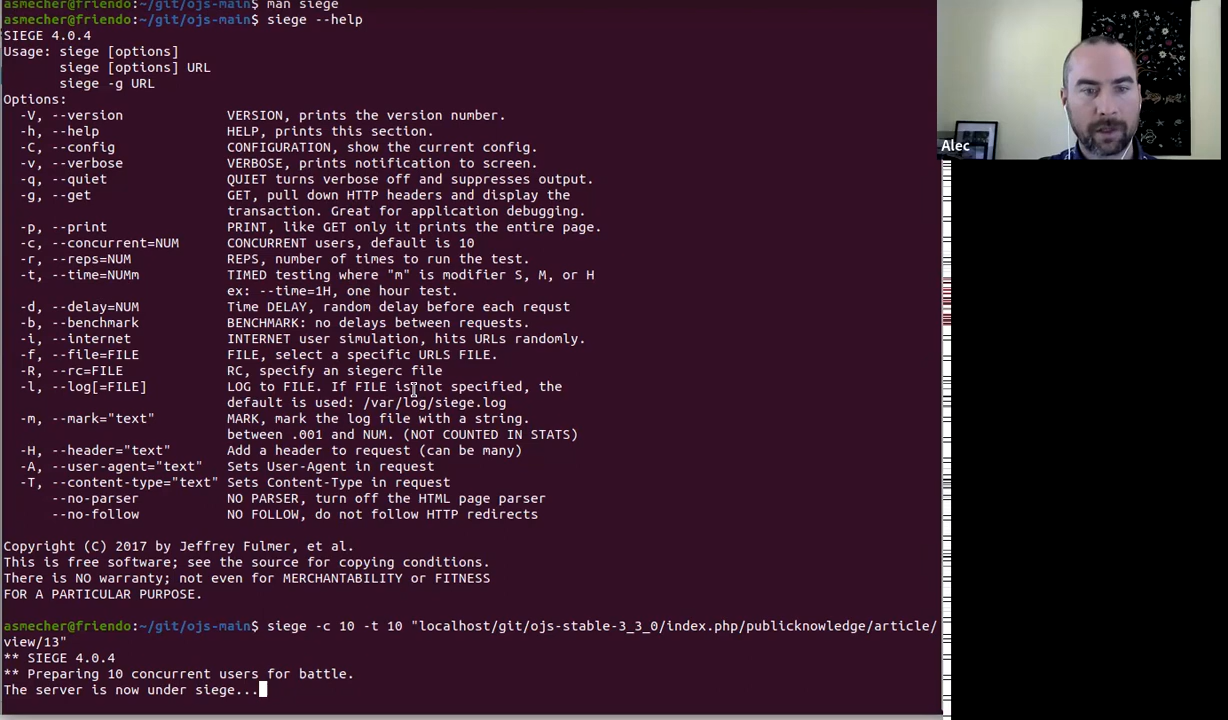 asmecher@friendo:~/git/ojs-main$ man siege
asmecher@friendo:~/git/ojs-main$ siege --help
SIEGE 4.0.4
Usage: siege [options]
       siege [options] URL
       siege -g URL
Options:
  -V, --version             VERSION, prints the version number.
  -h, --help                HELP, prints this section.
  -C, --config              CONFIGURATION, show the current config.
  -v, --verbose             VERBOSE, prints notification to screen.
  -q, --quiet               QUIET turns verbose off and suppresses output.
  -g, --get                 GET, pull down HTTP headers and display the
                            transaction. Great for application debugging.
  -p, --print               PRINT, like GET only it prints the entire page.
  -c, --concurrent=NUM      CONCURRENT users, default is 10
  -r, --reps=NUM            REPS, number of times to run the test.
  -t, --time=NUMm           TIMED testing where "m" is modifier S, M, or H
                            ex: --time=1H, one hour test.
  -d, --delay=NUM           Time DELAY, random delay before each requst
  -b, --benchmark           BENCHMARK: no delays between requests.
  -i, --internet            INTERNET user simulation, hits URLs randomly.
  -f, --file=FILE           FILE, select a specific URLS FILE.
  -R, --rc=FILE             RC, specify an siegerc file
  -l, --log[=FILE]          LOG to FILE. If FILE is not specified, the
                            default is used: /var/log/siege.log
  -m, --mark="text"         MARK, mark the log file with a string.
                            between .001 and NUM. (NOT COUNTED IN STATS)
  -H, --header="text"       Add a header to request (can be many)
  -A, --user-agent="text"   Sets User-Agent in request
  -T, --content-type="text" Sets Content-Type in request
      --no-parser           NO PARSER, turn off the HTML page parser
      --no-follow           NO FOLLOW, do not follow HTTP redirects
Copyright (C) 2017 by Jeffrey Fulmer, et al.
This is free software; see the source for copying conditions.
There is NO warranty; not even for MERCHANTABILITY or FITNESS
FOR A PARTICULAR PURPOSE.
asmecher@friendo:~/git/ojs-main$ siege -c 10 -t 10 "localhost/git/ojs-stable-3_3_0/index.php/publicknowledge/article/
view/13"
** SIEGE 4.0.4
** Preparing 10 concurrent users for battle.
The server is now under siege...
Alec